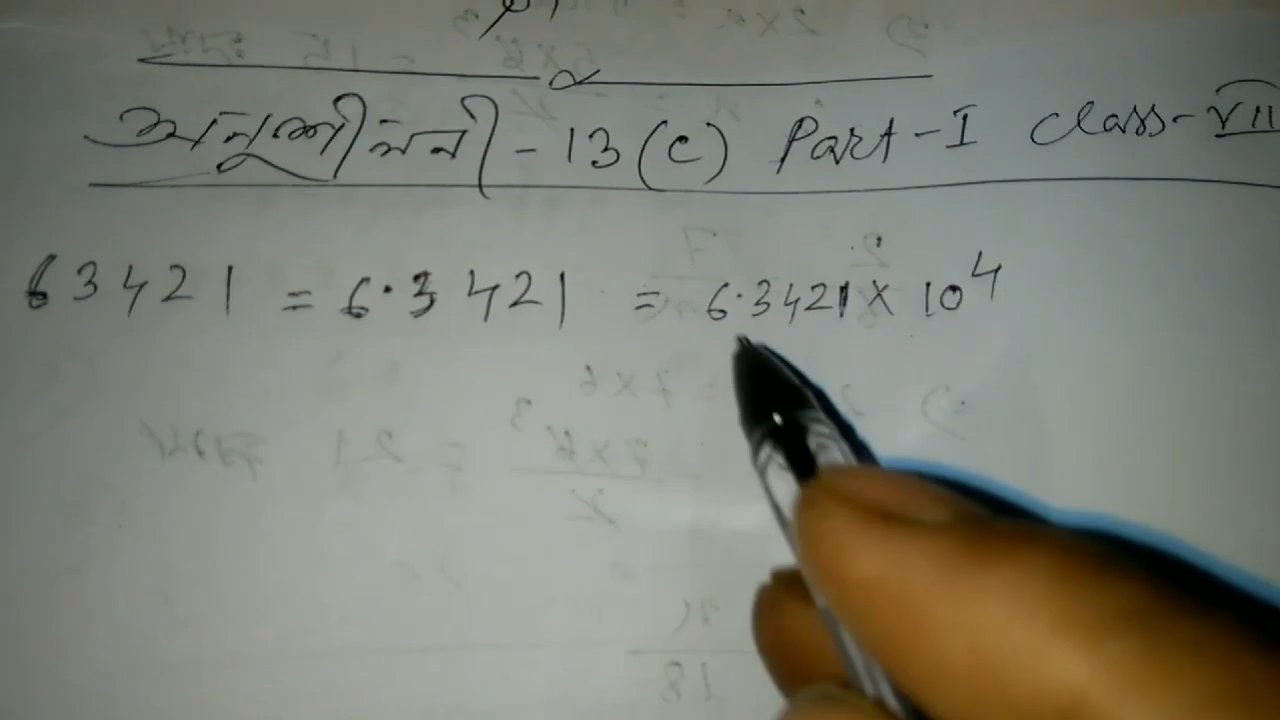 অনুশীলনী - 13 (C) Part - I Class - VII
63421 = 6.3421 = 6.3421 x 10⁴